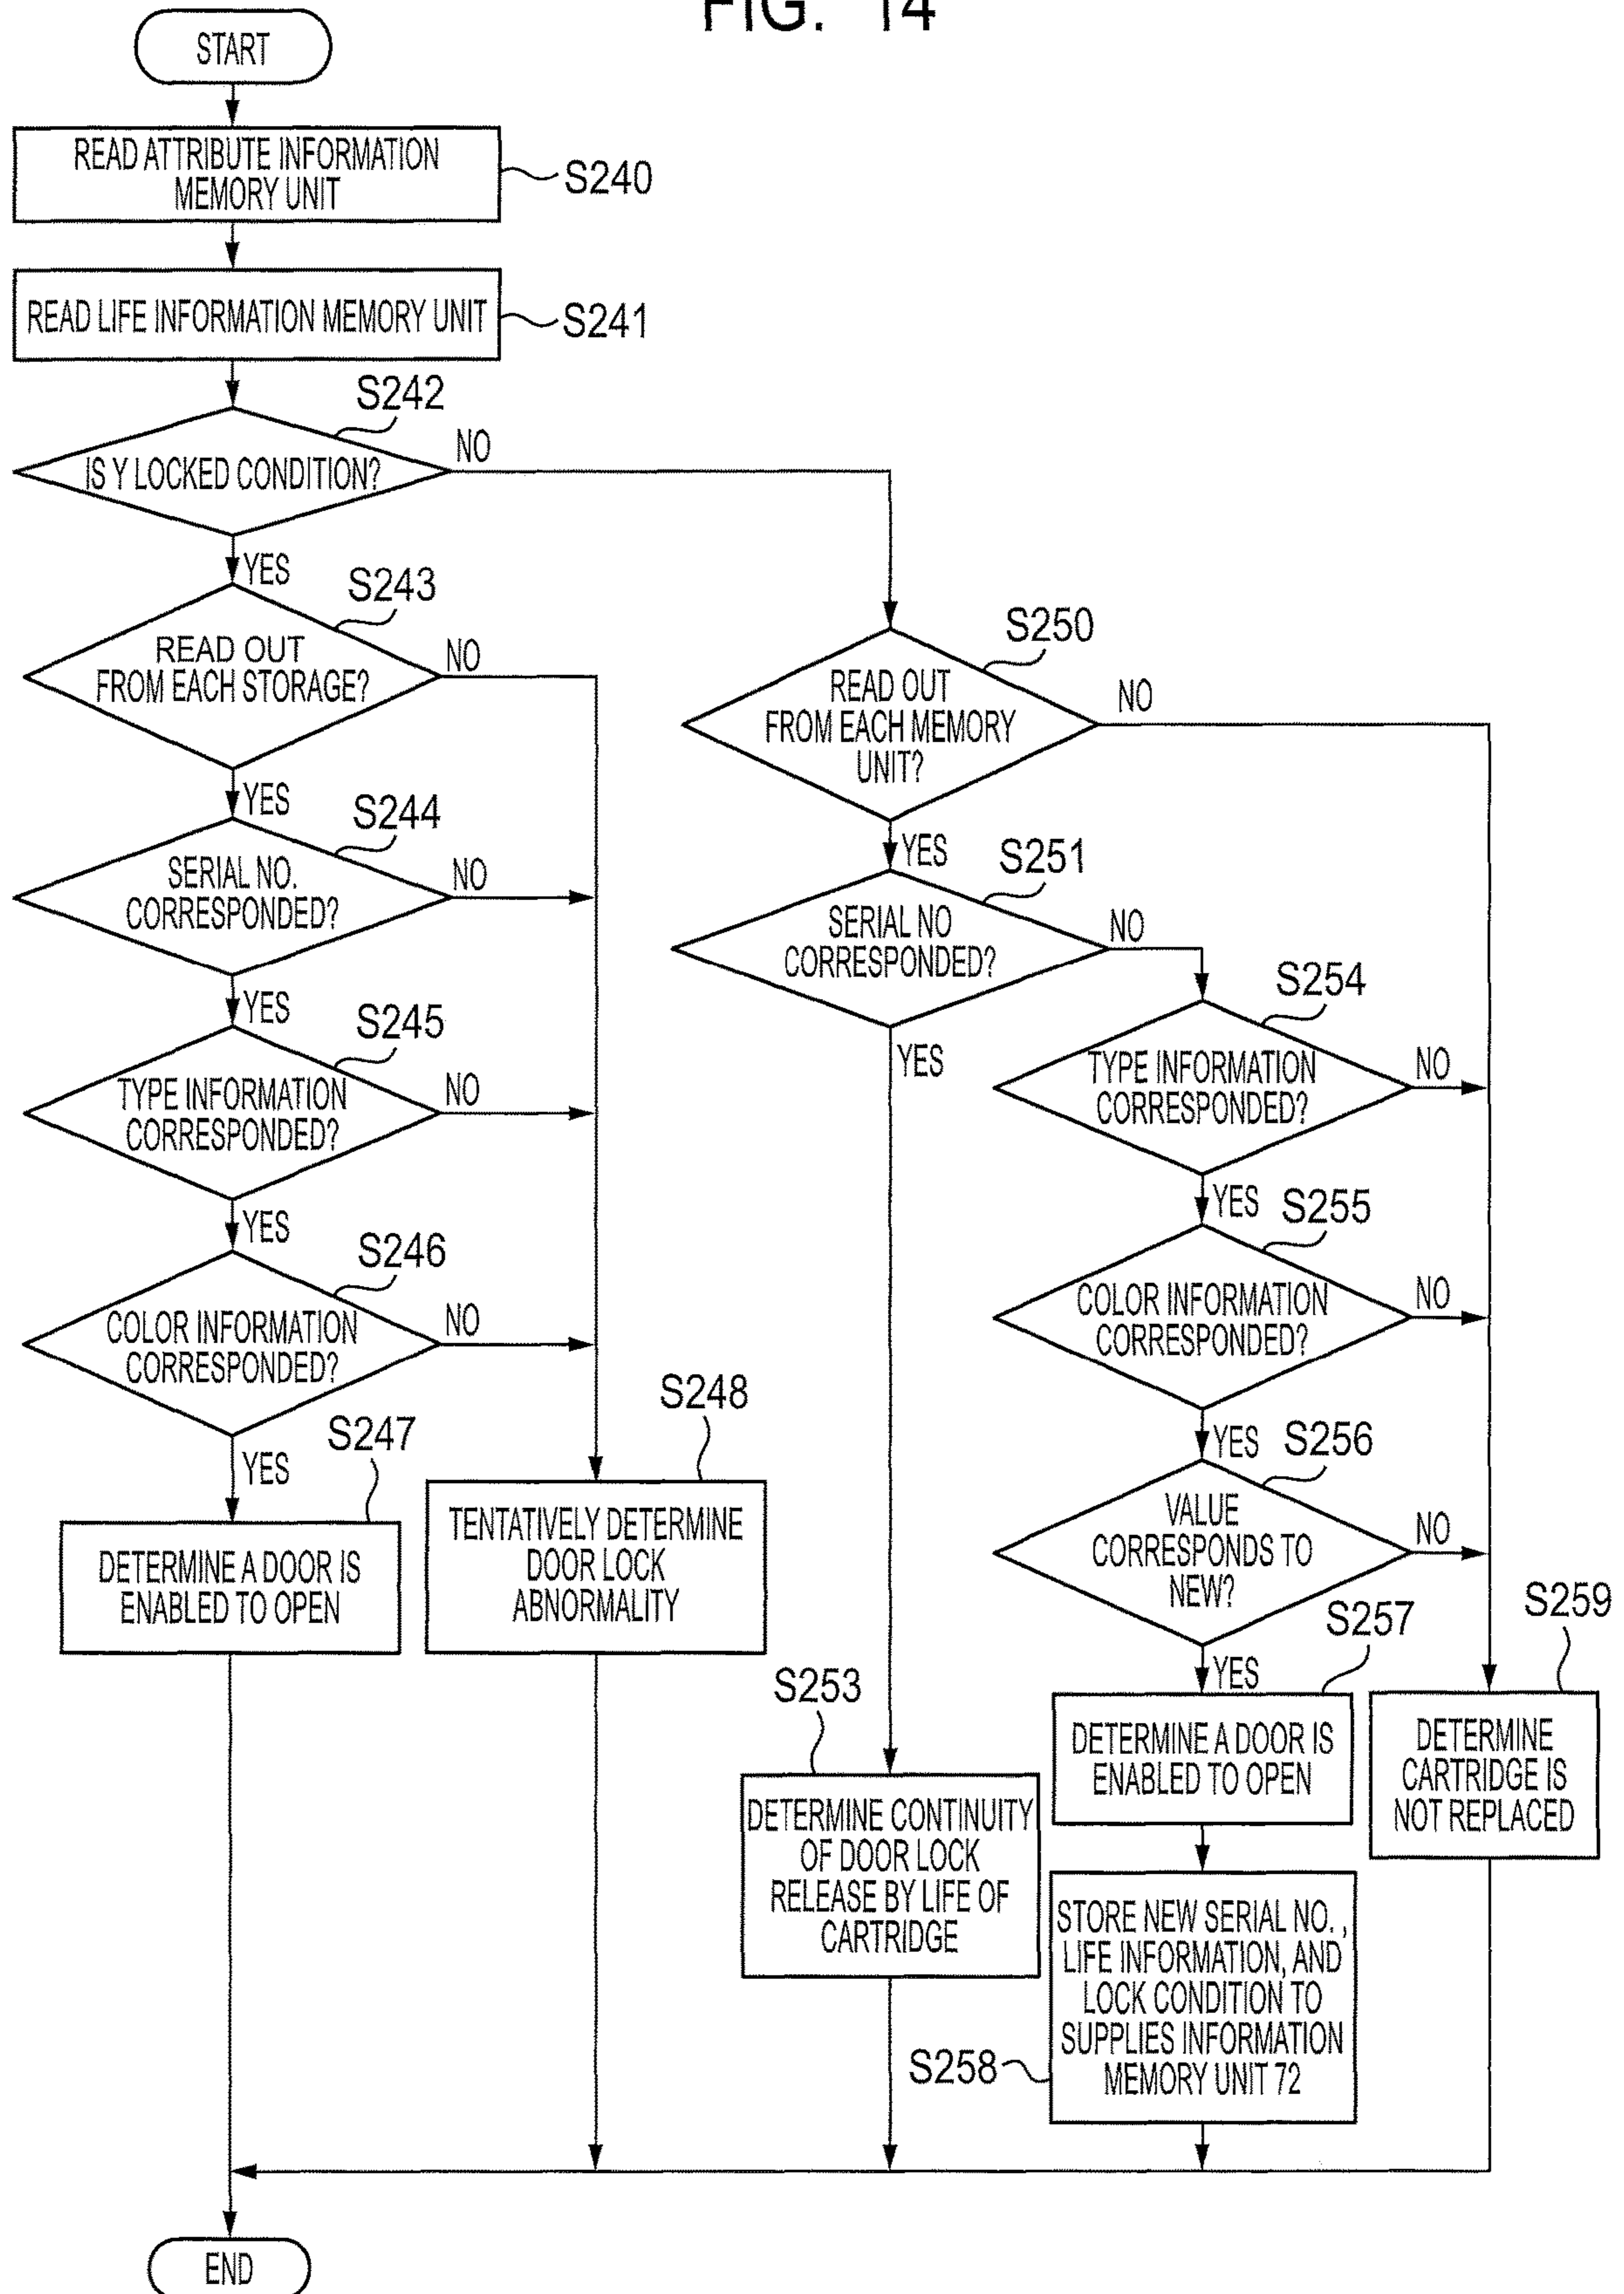 FIG. 14
START
READ ATTRIBUTE INFORMATION
MEMORY UNIT
S240
READ LIFE INFORMATION MEMORY UNIT
S241
S242
IS Y LOCKED CONDITION?
NO
YES
S243
READ OUT
FROM EACH STORAGE?
NO
YES
S244
SERIAL NO.
CORRESPONDED?
NO
YES
S245
TYPE INFORMATION
CORRESPONDED?
NO
YES
S246
COLOR INFORMATION
CORRESPONDED?
NO
YES
S247
DETERMINE A DOOR IS
ENABLED TO OPEN
S248
TENTATIVELY DETERMINE
DOOR LOCK
ABNORMALITY
S250
READ OUT
FROM EACH MEMORY
UNIT?
NO
YES
S251
SERIAL NO
CORRESPONDED?
NO
YES
S253
DETERMINE CONTINUITY
OF DOOR LOCK
RELEASE BY LIFE OF
CARTRIDGE
S254
TYPE INFORMATION
CORRESPONDED?
NO
YES
S255
COLOR INFORMATION
CORRESPONDED?
NO
YES
S256
VALUE
CORRESPONDS TO
NEW?
NO
YES
S257
DETERMINE A DOOR IS
ENABLED TO OPEN
S258
STORE NEW SERIAL NO.,
LIFE INFORMATION, AND
LOCK CONDITION TO
SUPPLIES INFORMATION
MEMORY UNIT 72
S259
DETERMINE
CARTRIDGE IS
NOT REPLACED
END